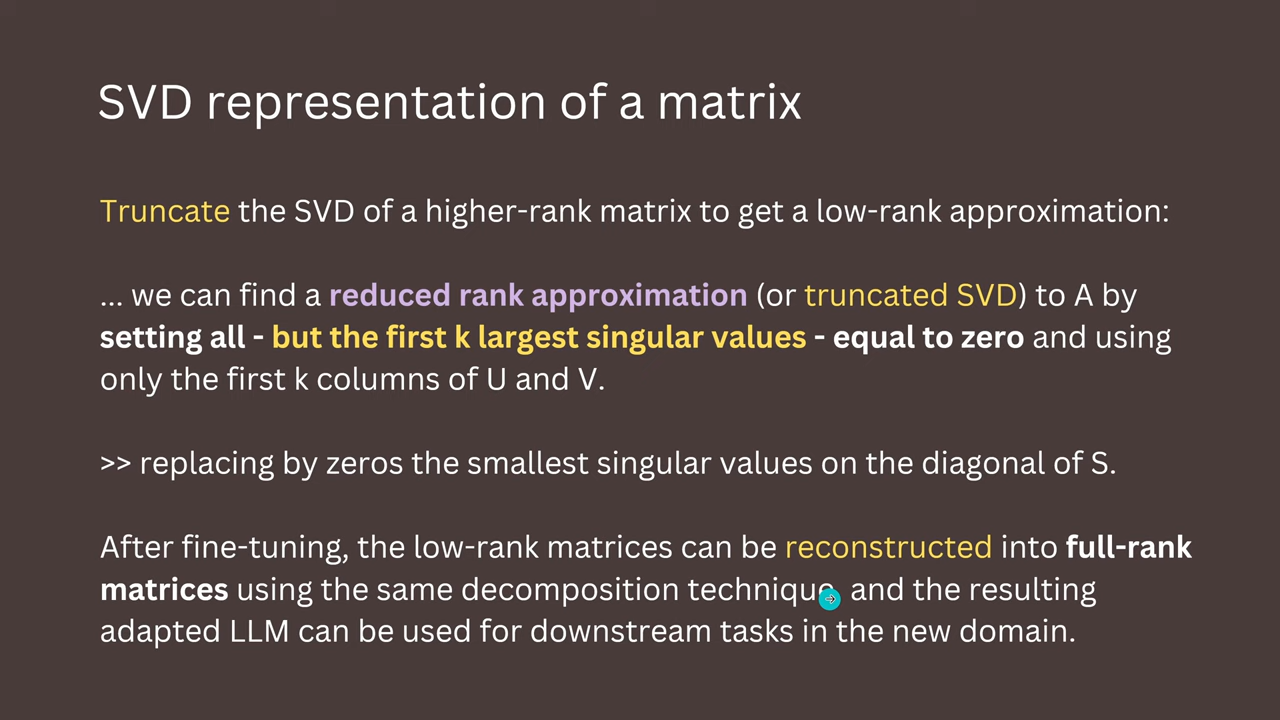 SVD representation of a matrix
Truncate the SVD of a higher-rank matrix to get a low-rank approximation:
... we can find a reduced rank approximation (or truncated SVD) to A by
setting all - but the first k largest singular values - equal to zero and using
only the first k columns of U and V.
>> replacing by zeros the smallest singular values on the diagonal of S.
After fine-tuning, the low-rank matrices can be reconstructed into full-rank
matrices using the same decomposition technique, and the resulting
adapted LLM can be used for downstream tasks in the new domain.